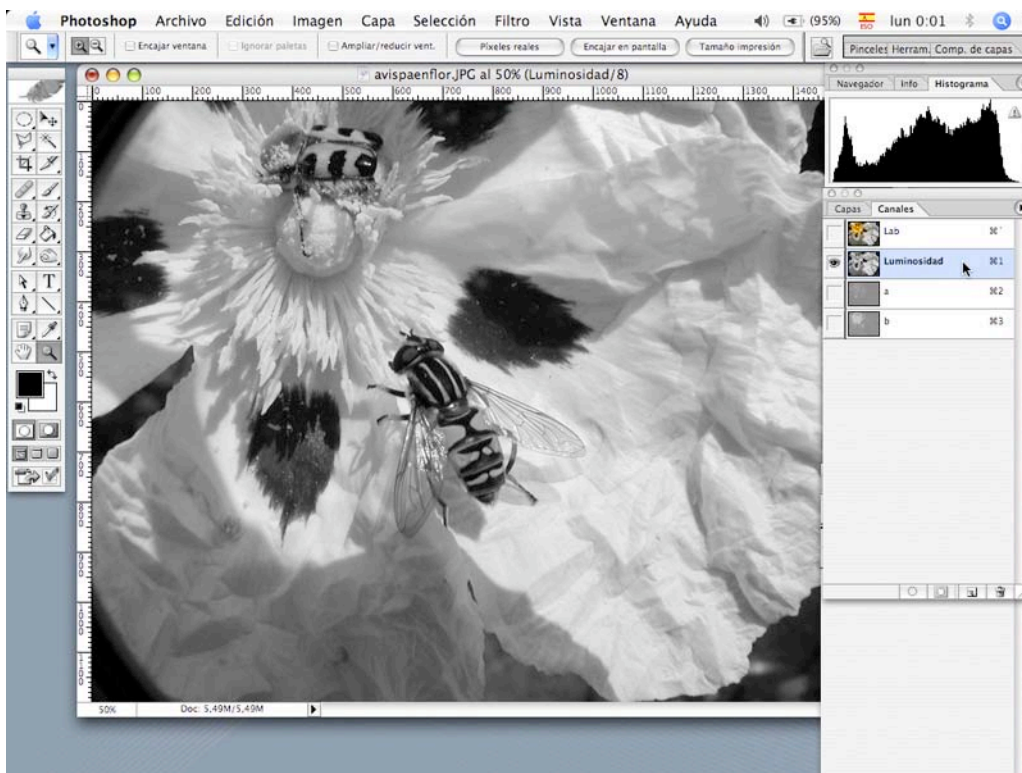 Photoshop Archivo Edición Imagen Capa Selección Filtro Vista Ventana Ayuda (95%) ESO lun 0:01
Encajar ventana Ignorar paletas Ampliar/reducir vent. Píxeles reales Encajar en pantalla Tamaño impresión Pinceles Herram. Comp. de capas
avispaenflor.JPG al 50% (Luminosidad/8)
0 100 200 300 400 500 600 700 800 900 1000 1100 1200 1300 1400
Navegador Info Histograma
Capas Canales
Lab
Luminosidad ⌘1
a ⌘2
b ⌘3
50% Doc: 5,49M/5,49M